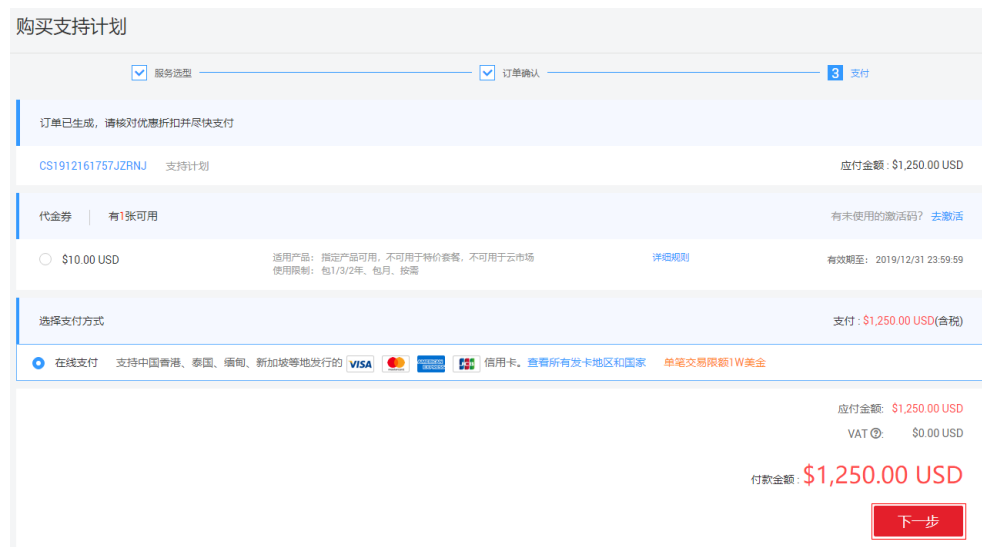 购买支持计划
服务选型
订单确认
3 支付
订单已生成，请核对优惠折扣并尽快支付
CS1912161757JZRNJ 支持计划 应付金额 : $1,250.00 USD
代金券 有1张可用 有未使用的激活码？ 去激活
$10.00 USD 适用产品： 指定产品可用，不可用于特价套餐，不可用于云市场 详细规则 有效期至： 2019/12/31 23:59:59
使用限制： 包1/3/2年、包月、按需
选择支付方式 支付 : $1,250.00 USD(含税)
在线支付 支持中国香港、泰国、缅甸、新加坡等地发行的 VISA AMERICAN EXPRESS JCB 信用卡。查看所有发卡地区和国家 单笔交易限额1W美金
应付金额: $1,250.00 USD
VAT ?: $0.00 USD
付款金额 : $1,250.00 USD
下一步